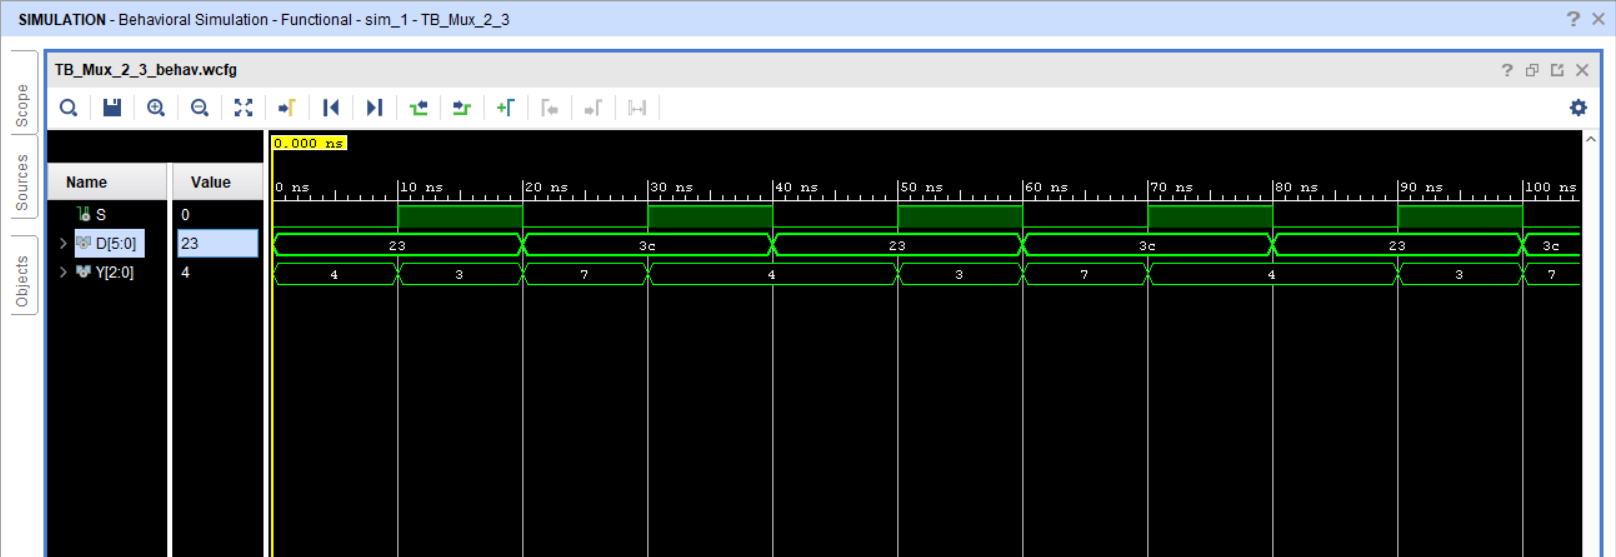 SIMULATION - Behavioral Simulation - Functional - sim_1 - TB_Mux_2_3
Scope
Sources
Objects
TB_Mux_2_3_behav.wcfg
0.000 ns
Name Value
0 ns 10 ns 20 ns 30 ns 40 ns 50 ns 60 ns 70 ns 80 ns 90 ns 100 ns
S 0
D[5:0] 23 23 3c 23 3c 23 3c
Y[2:0] 4 4 3 7 4 3 7 4 3 7